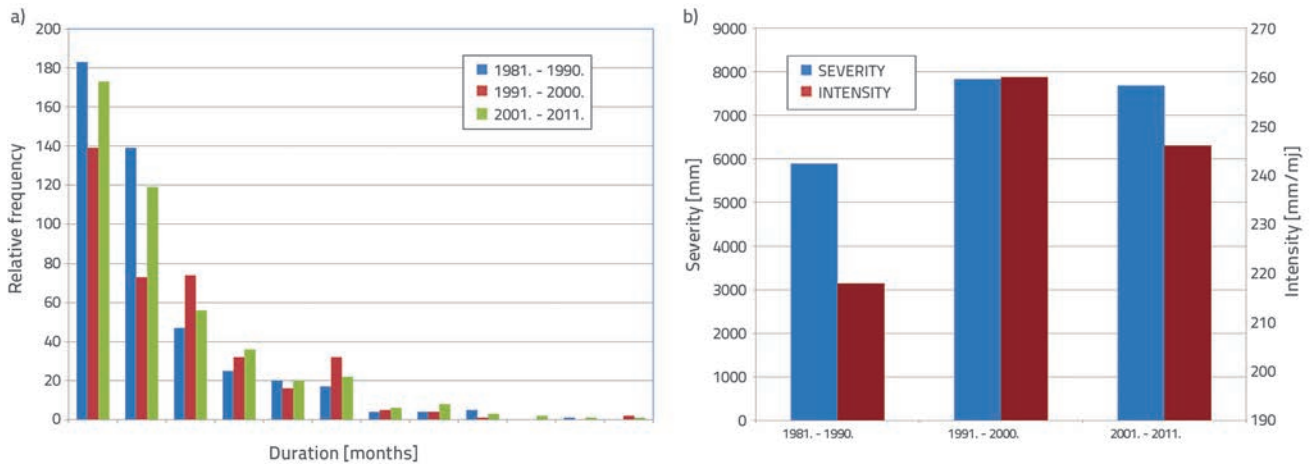 a)
200
180
160
140
120
100
80
60
40
20
0
Relative frequency
Duration [months]
1981. - 1990.
1991. - 2000.
2001. - 2011.
b)
9000
8000
7000
6000
5000
4000
3000
2000
1000
0
Severity [mm]
SEVERITY
INTENSITY
270
260
250
240
230
220
210
200
190
Intensity [mm/mj]
1981. - 1990.
1991. - 2000.
2001. - 2011.